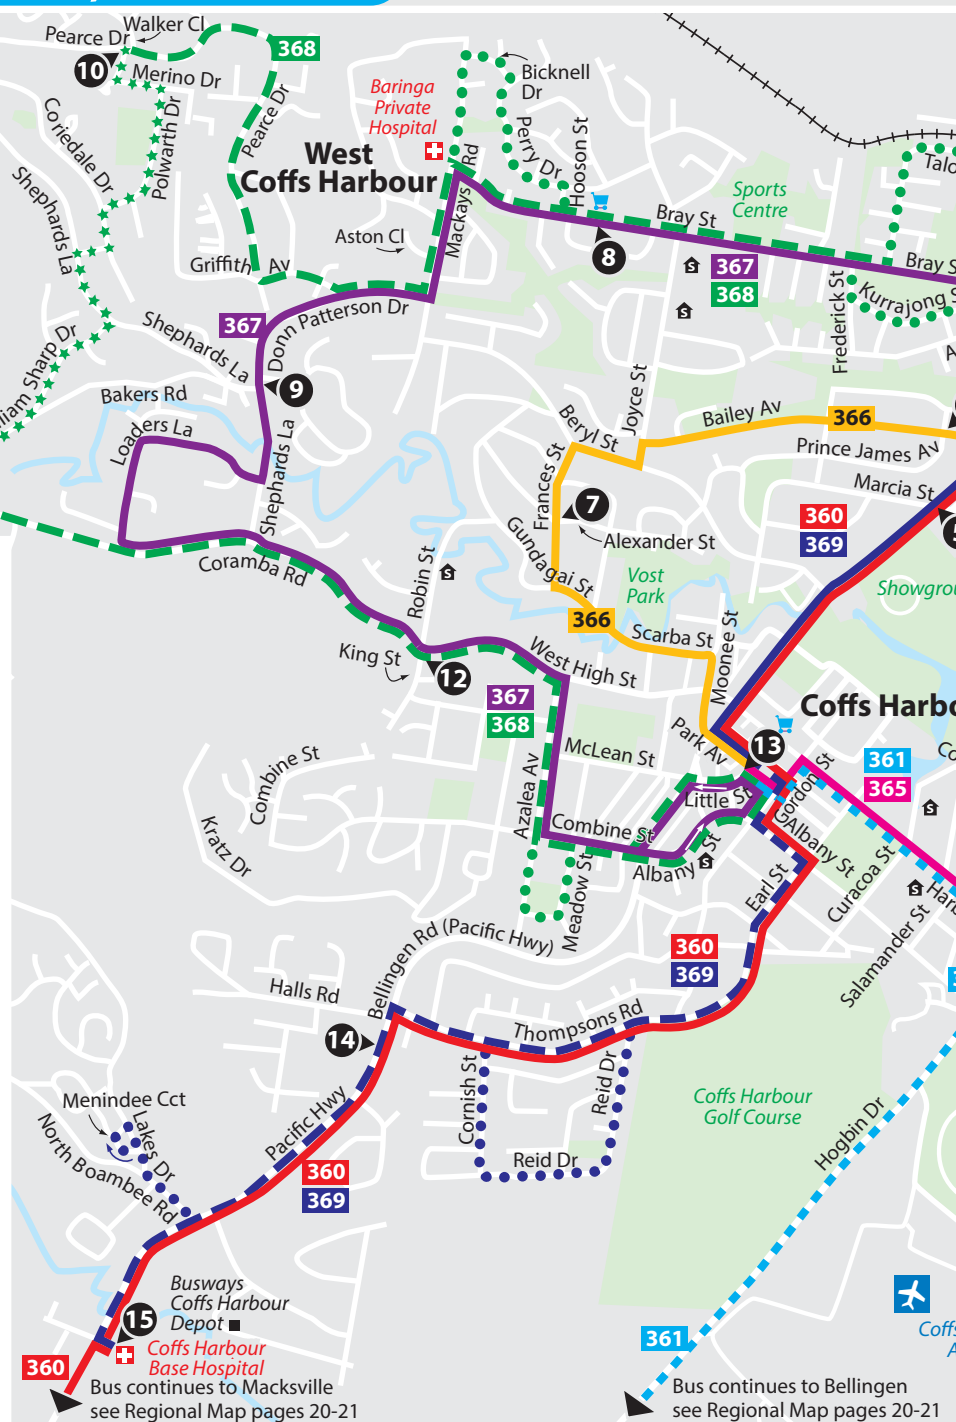 Walker Cl
Pearce Dr
368
10
Merino Dr
Bicknell
Dr
Baringa
Private
Hospital
Pearce Dr
Polwarth Dr
Coriedale Dr
Perry Dr
Hooson St
West
Coffs Harbour
Mackays Rd
Sports
Centre
Shephards La
Bray St
Aston Cl
8
Griffith Av
Bray S
S
367
368
S
Frederick St
Kurrajong S
Donn Patterson Dr
367
Shephards La
9
Bakers Rd
Joyce St
Bailey Av
366
Beryl St
Loaders La
Prince James Av
Frances St
Marcia St
Shephards La
7
360
369
Gundagai St
Alexander St
Coramba Rd
Robin St
S
Vost
Park
366
Scarba St
Moonee St
King St
12
West High St
367
368
Park Av
13
McLean St
361
365
Combine St
Azalea Av
Little St
Gordon St
S
Combine St
Albany St
Kratz Dr
Albany St
S
Meadow St
Earl St
Curacoa St
S
Salamander St
Bellingen Rd (Pacific Hwy)
360
369
Halls Rd
14
Thompsons Rd
Cornish St
Reid Dr
Coffs Harbour
Golf Course
Menindee Cct
Lakes Dr
North Boambee Rd
Pacific Hwy
Hogbin Dr
Reid Dr
360
369
Busways
Coffs Harbour
Depot
15
Coffs Harbour
Base Hospital
361
360
Bus continues to Macksville
see Regional Map pages 20-21
Bus continues to Bellingen
see Regional Map pages 20-21